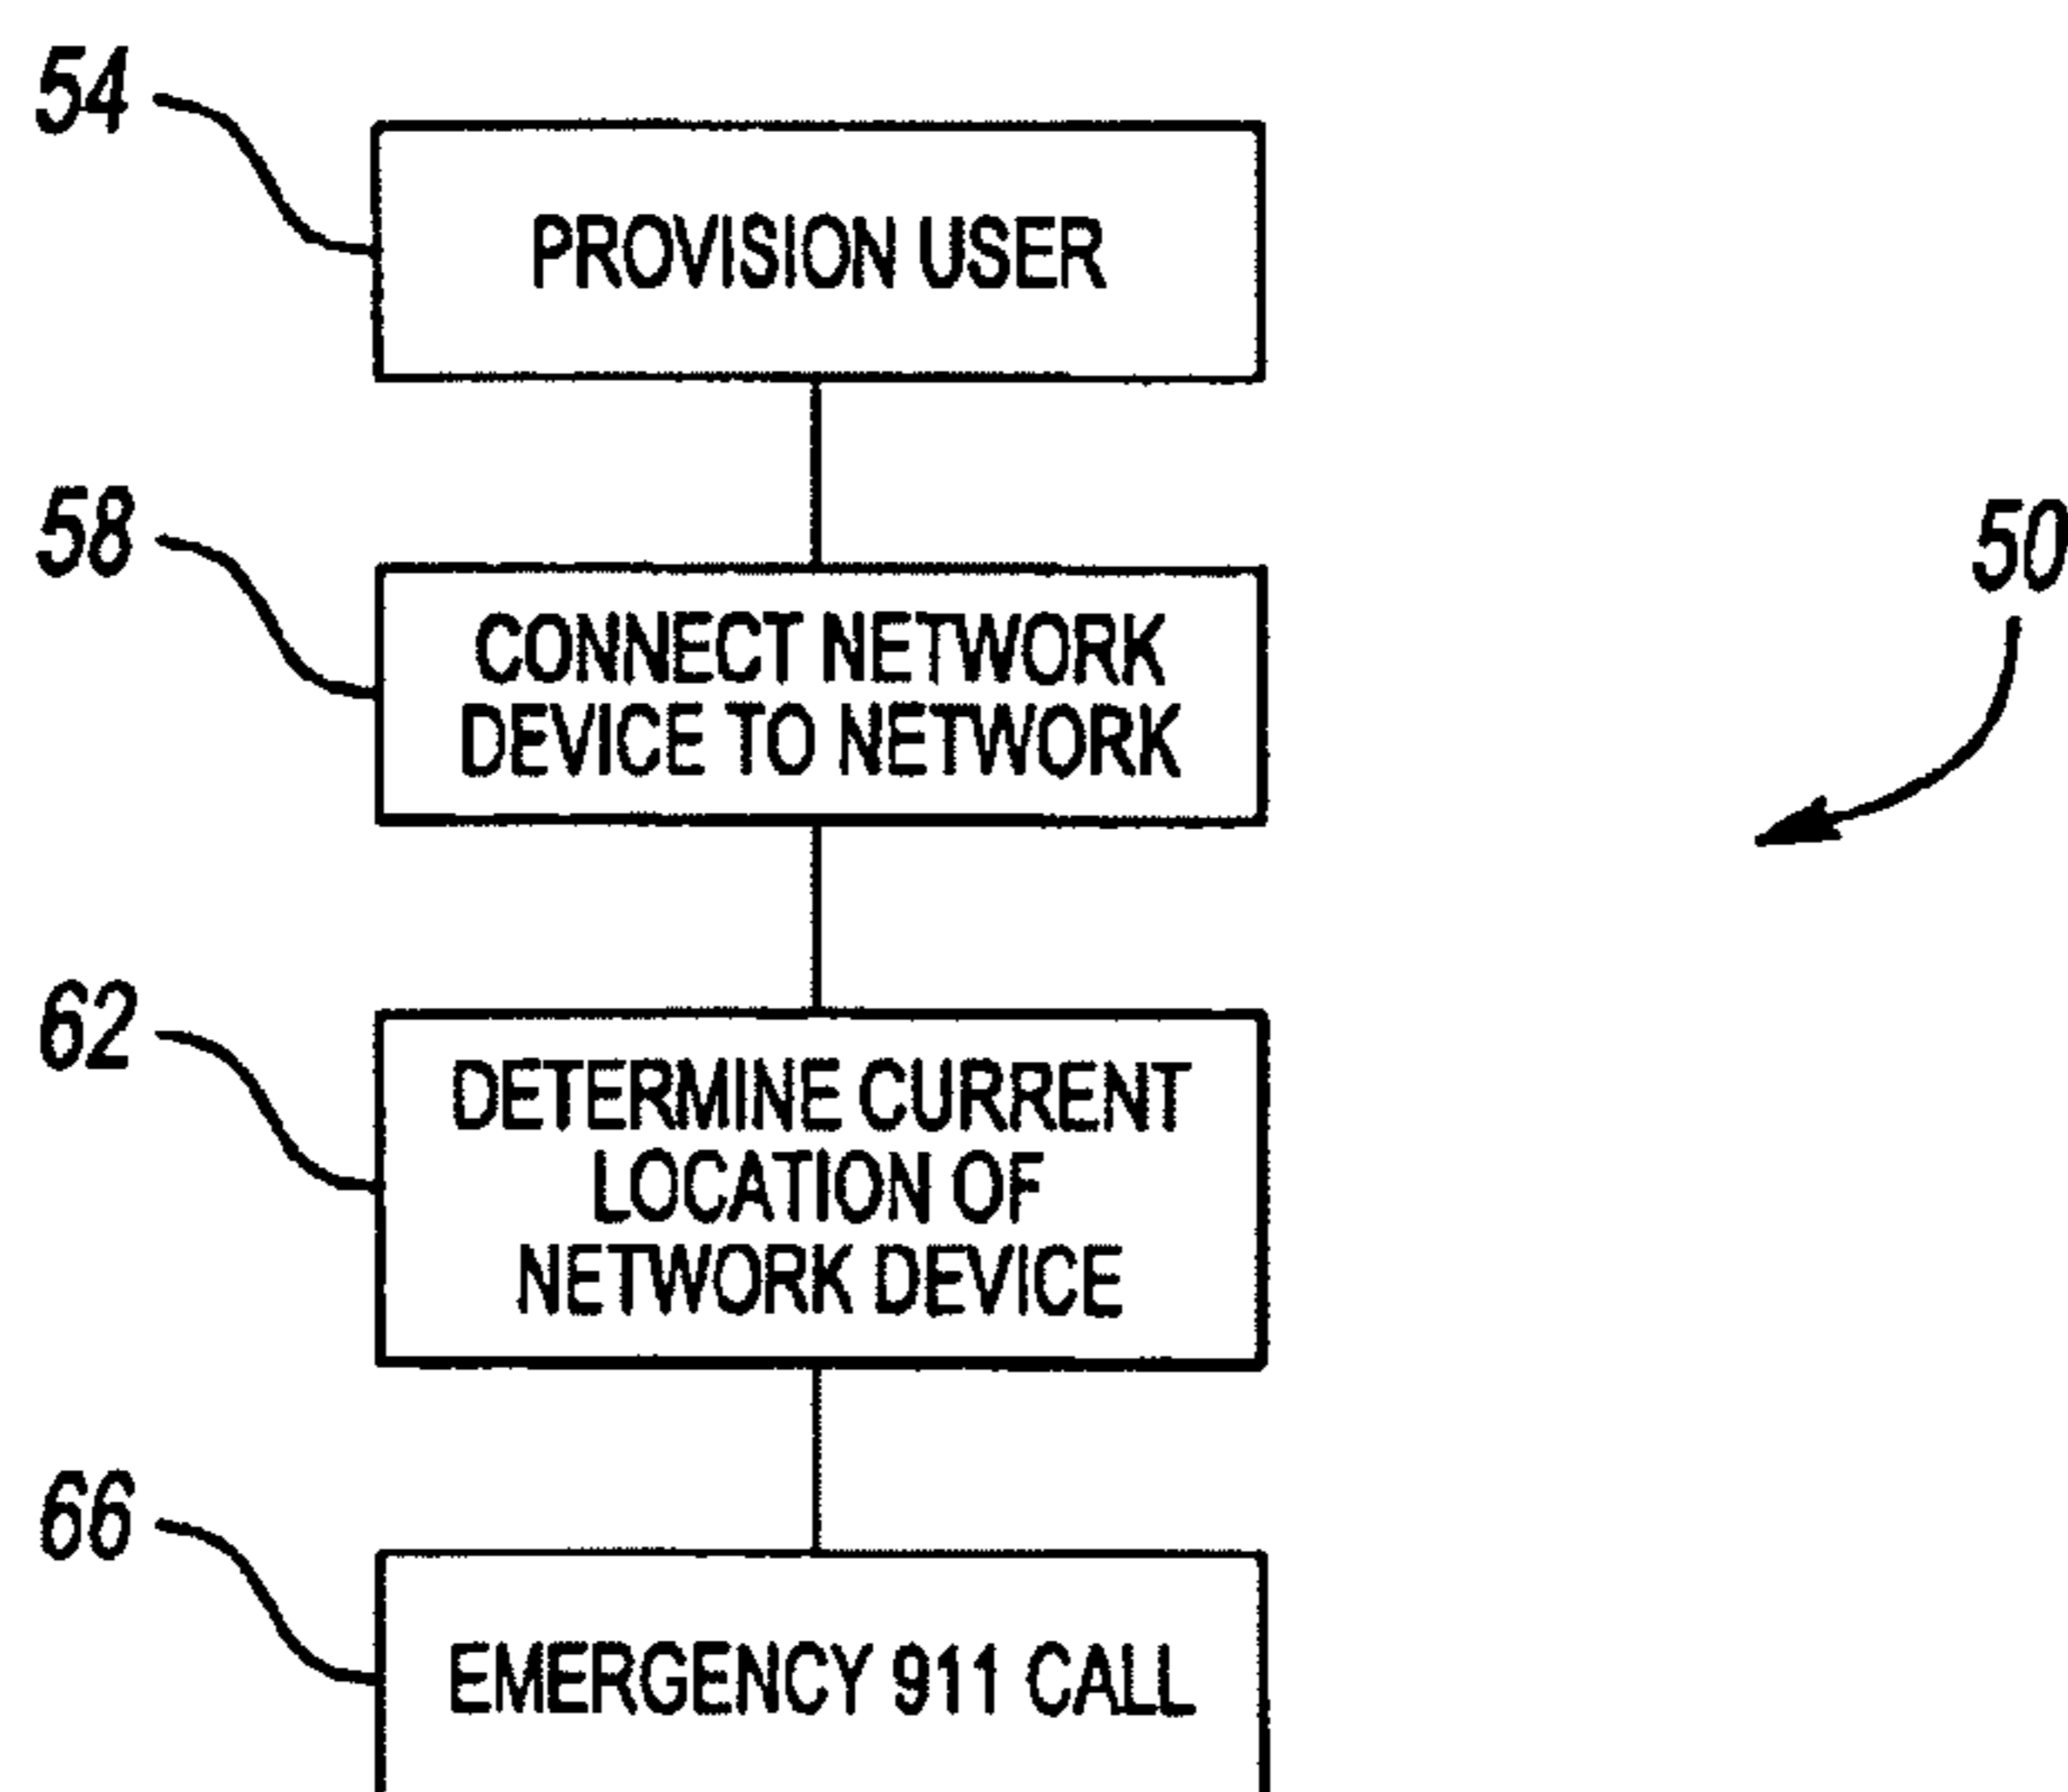 54
PROVISION USER
58
CONNECT NETWORK
DEVICE TO NETWORK
50
62
DETERMINE CURRENT
LOCATION OF
NETWORK DEVICE
66
EMERGENCY 911 CALL